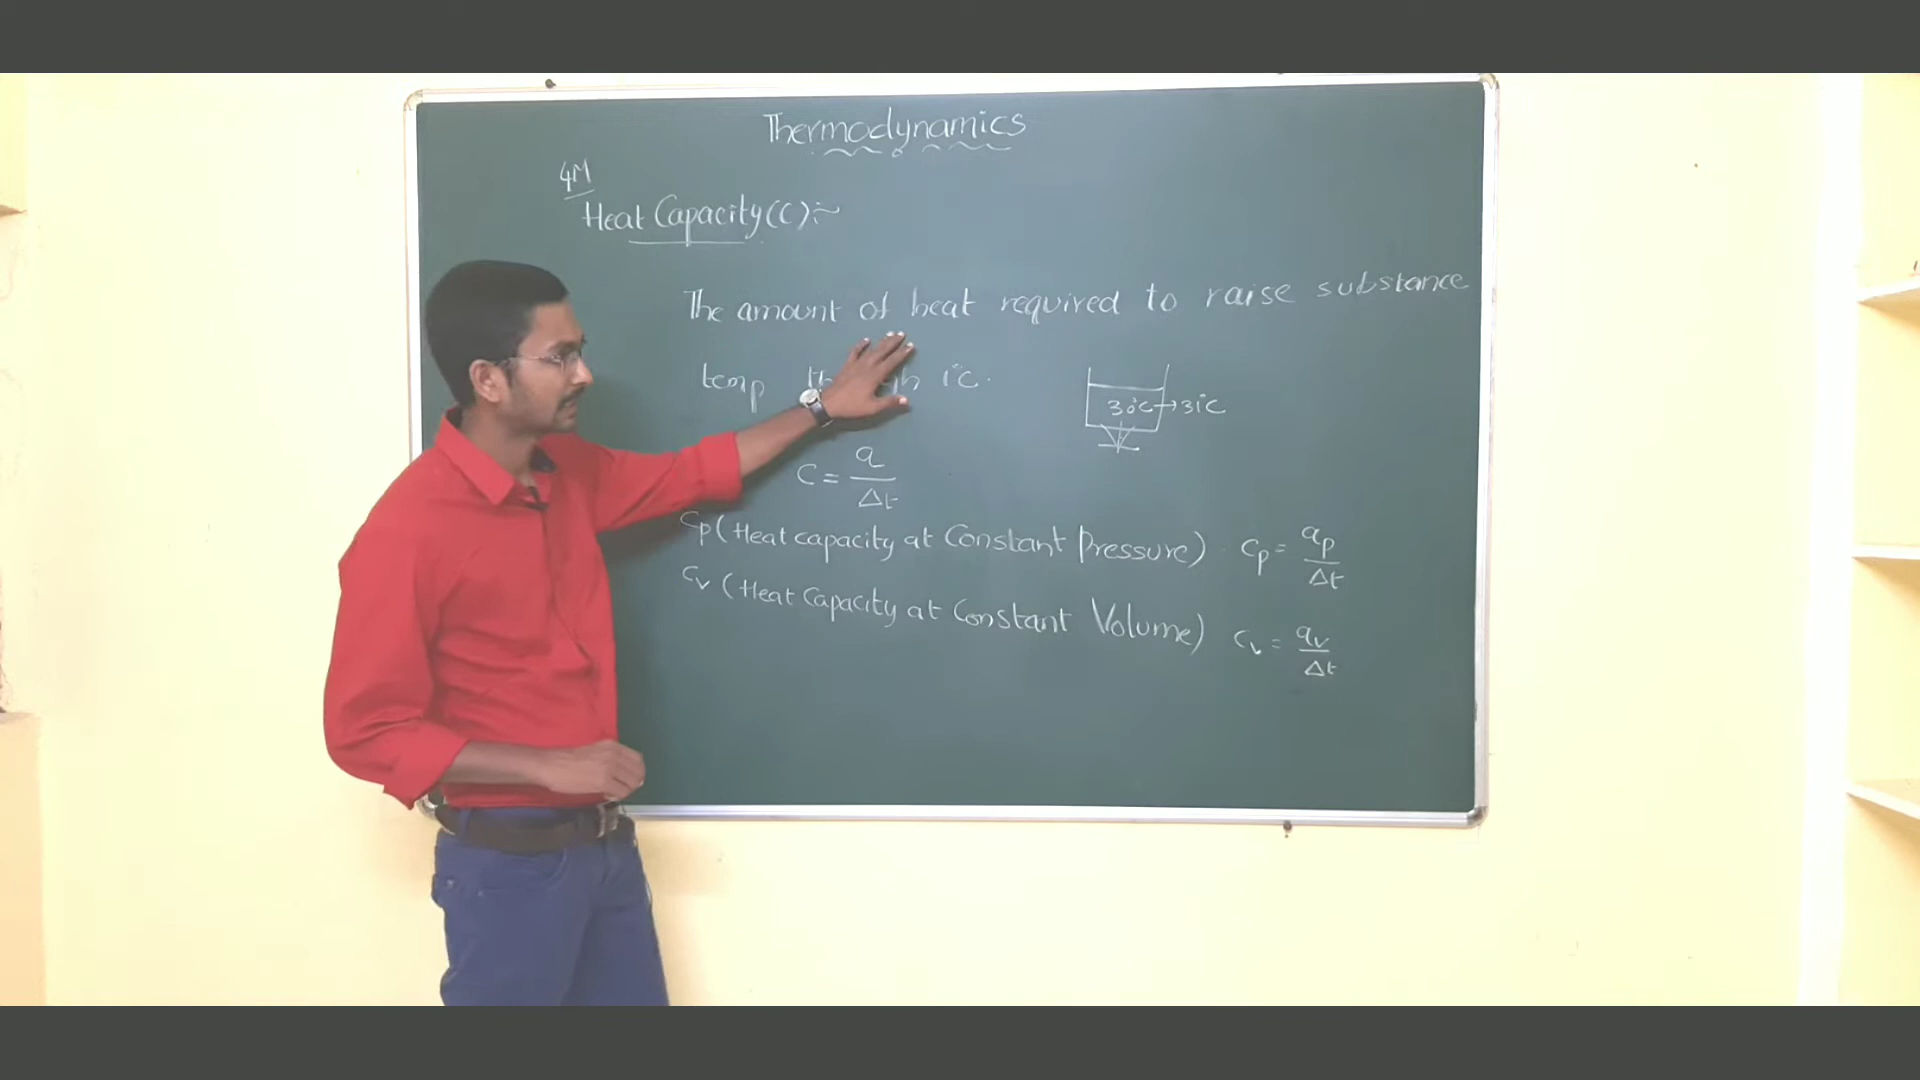 Thermodynamics
4M
Heat Capacity(C):~
The amount of heat required to raise substance
temp 1°C.
30°C→31°C
C = q/Δt
Cp (Heat capacity at Constant Pressure) Cp = qp/Δt
Cv (Heat Capacity at Constant Volume) Cv = qv/Δt